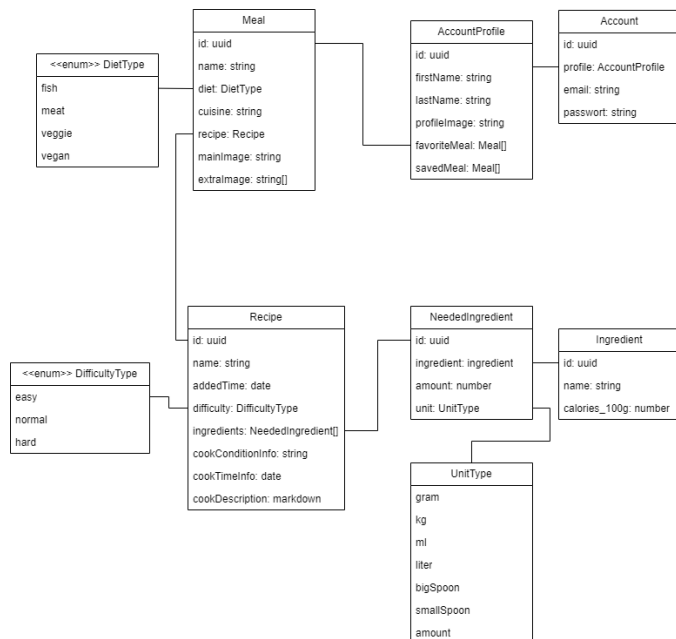 Meal
id: uuid
name: string
diet: DietType
cuisine: string
recipe: Recipe
mainImage: string
extraImage: string[]
AccountProfile
id: uuid
firstName: string
lastName: string
profileImage: string
favoriteMeal: Meal[]
savedMeal: Meal[]
Account
id: uuid
profile: AccountProfile
email: string
passwort: string
<<enum>> DietType
fish
meat
veggie
vegan
Recipe
id: uuid
name: string
addedTime: date
difficulty: DifficultyType
ingredients: NeededIngredient[]
cookConditionInfo: string
cookTimeInfo: date
cookDescription: markdown
NeededIngredient
id: uuid
ingredient: ingredient
amount: number
unit: UnitType
Ingredient
id: uuid
name: string
calories_100g: number
<<enum>> DifficultyType
easy
normal
hard
UnitType
gram
kg
ml
liter
bigSpoon
smallSpoon
amount